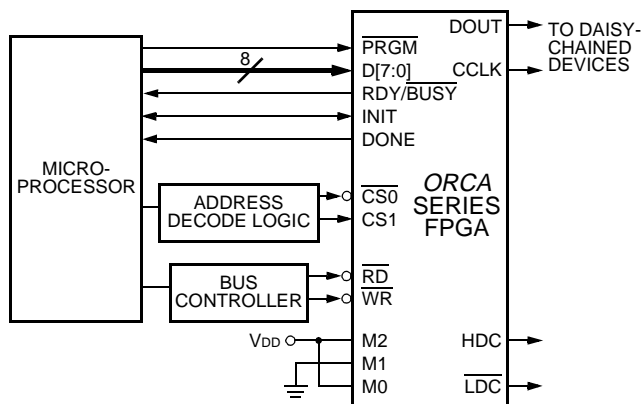 MICRO-
PROCESSOR
8
ADDRESS
DECODE LOGIC
BUS
CONTROLLER
VDD
PRGM
D[7:0]
RDY/BUSY
INIT
DONE
CS0
CS1
RD
WR
M2
M1
M0
ORCA
SERIES
FPGA
DOUT
CCLK
HDC
LDC
TO DAISY-
CHAINED
DEVICES